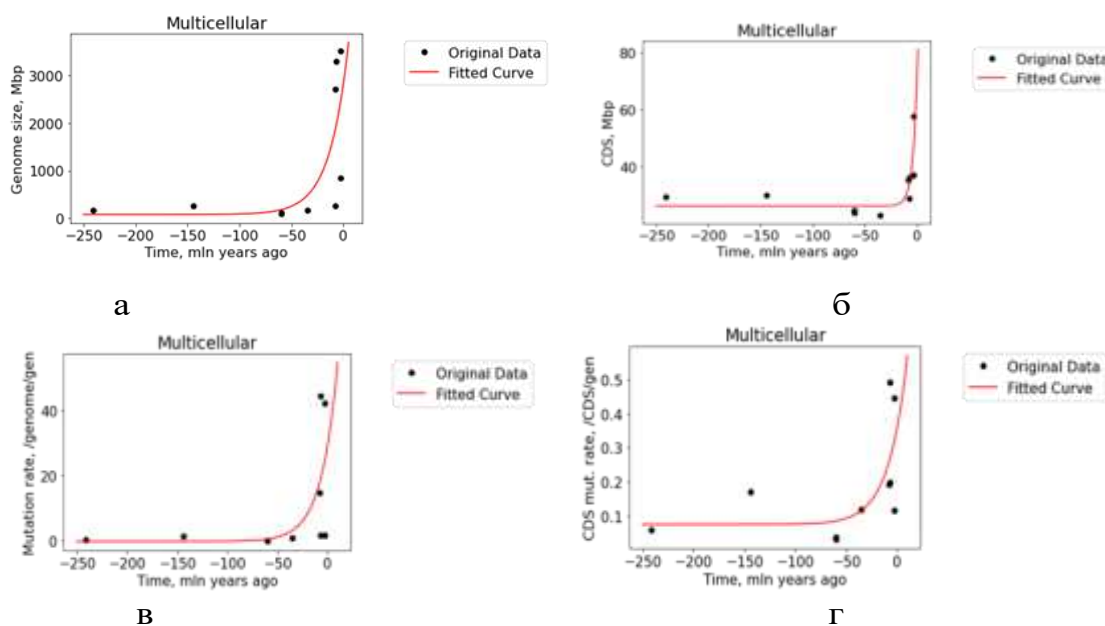 Multicellular
Genome size, Mbp
3000
2000
1000
0
−250 −200 −150 −100 −50 0
Time, mln years ago
Original Data
Fitted Curve
а
Multicellular
CDS, Mbp
80
60
40
−250 −200 −150 −100 −50 0
Time, mln years ago
Original Data
Fitted Curve
б
Multicellular
Mutation rate, /genome/gen
40
20
0
−250 −200 −150 −100 −50 0
Time, mln years ago
Original Data
Fitted Curve
в
Multicellular
CDS mut. rate, /CDS/gen
0.5
0.4
0.3
0.2
0.1
−250 −200 −150 −100 −50 0
Time, mln years ago
Original Data
Fitted Curve
г